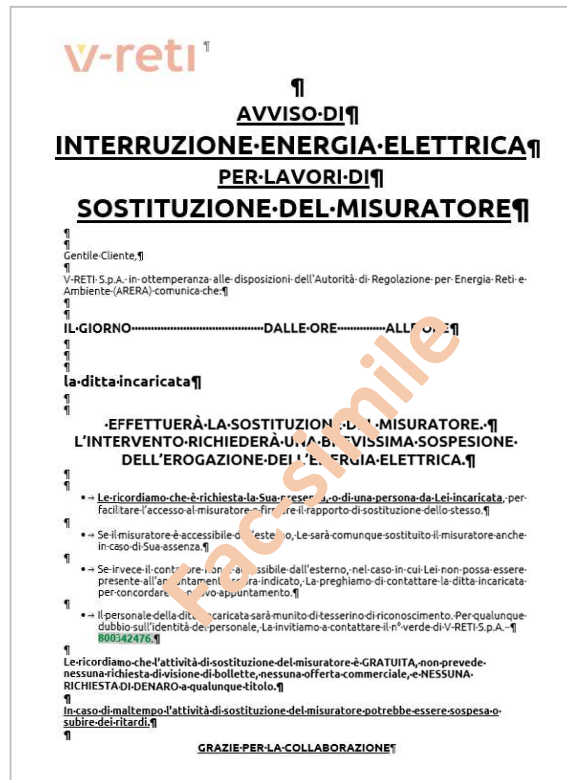 v-reti ¶
¶
AVVISO·DI¶
INTERRUZIONE·ENERGIA·ELETTRICA¶
PER·LAVORI·DI¶
SOSTITUZIONE·DEL·MISURATORE¶
¶
¶
Gentile·Cliente,¶
¶
V-RETI·S.p.A.·in·ottemperanza·alle·disposizioni·dell'Autorità·di·Regolazione·per·Energia·Reti·e·
Ambiente·(ARERA)·comunica·che:¶
¶
¶
IL·GIORNO··········································DALLE·ORE···············ALLE·ORE¶
¶
¶
¶
la·ditta·incaricata¶
¶
¶
·EFFETTUERÀ·LA·SOSTITUZIONE·DEL·MISURATORE.·¶
L'INTERVENTO·RICHIEDERÀ·UNA·BREVISSIMA·SOSPESIONE·
DELL'EROGAZIONE·DELL'ENERGIA·ELETTRICA.¶
¶
¶
•→Le·ricordiamo·che·è·richiesta·la·Sua·presenza,·o·di·una·persona·da·Lei·incaricata,·per·
facilitare·l'accesso·al·misuratore·e·firmare·il·rapporto·di·sostituzione·dello·stesso.¶
¶
•→Se·il·misuratore·è·accessibile·dall'esterno,·Le·sarà·comunque·sostituito·il·misuratore·anche·
in·caso·di·Sua·assenza.¶
¶
•→Se·invece·il·contatore·non·è·accessibile·dall'esterno,·nel·caso·in·cui·Lei·non·possa·essere·
presente·all'appuntamento·sopra·indicato,·La·preghiamo·di·contattare·la·ditta·incaricata·
per·concordare·un·nuovo·appuntamento.¶
¶
•→Il·personale·della·ditta·incaricata·sarà·munito·di·tesserino·di·riconoscimento.·Per·qualunque·
dubbio·sull'identità·del·personale,·La·invitiamo·a·contattare·il·n°·verde·di·V-RETI·S.p.A.··¶
800342476.¶
¶
Le·ricordiamo·che·l'attività·di·sostituzione·del·misuratore·è·GRATUITA,·non·prevede·
nessuna·richiesta·di·visione·di·bollette,·nessuna·offerta·commerciale,·e·NESSUNA·
RICHIESTA·DI·DENARO·a·qualunque·titolo.¶
¶
In·caso·di·maltempo·l'attività·di·sostituzione·del·misuratore·potrebbe·essere·sospesa·o·
subire·dei·ritardi.¶
¶
GRAZIE·PER·LA·COLLABORAZIONE¶
Fac-simile